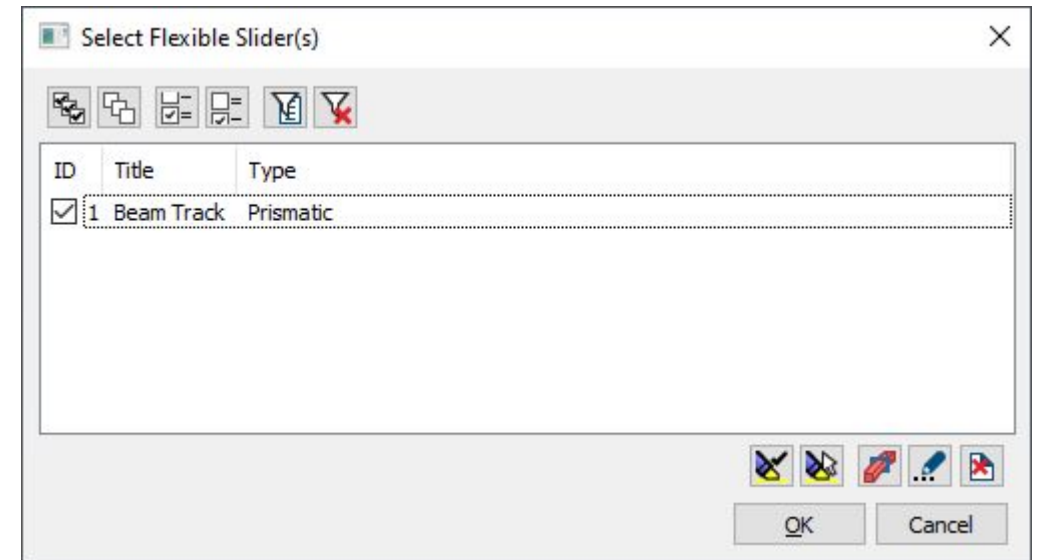 Select Flexible Slider(s)
ID Title Type
1 Beam Track Prismatic
OK Cancel